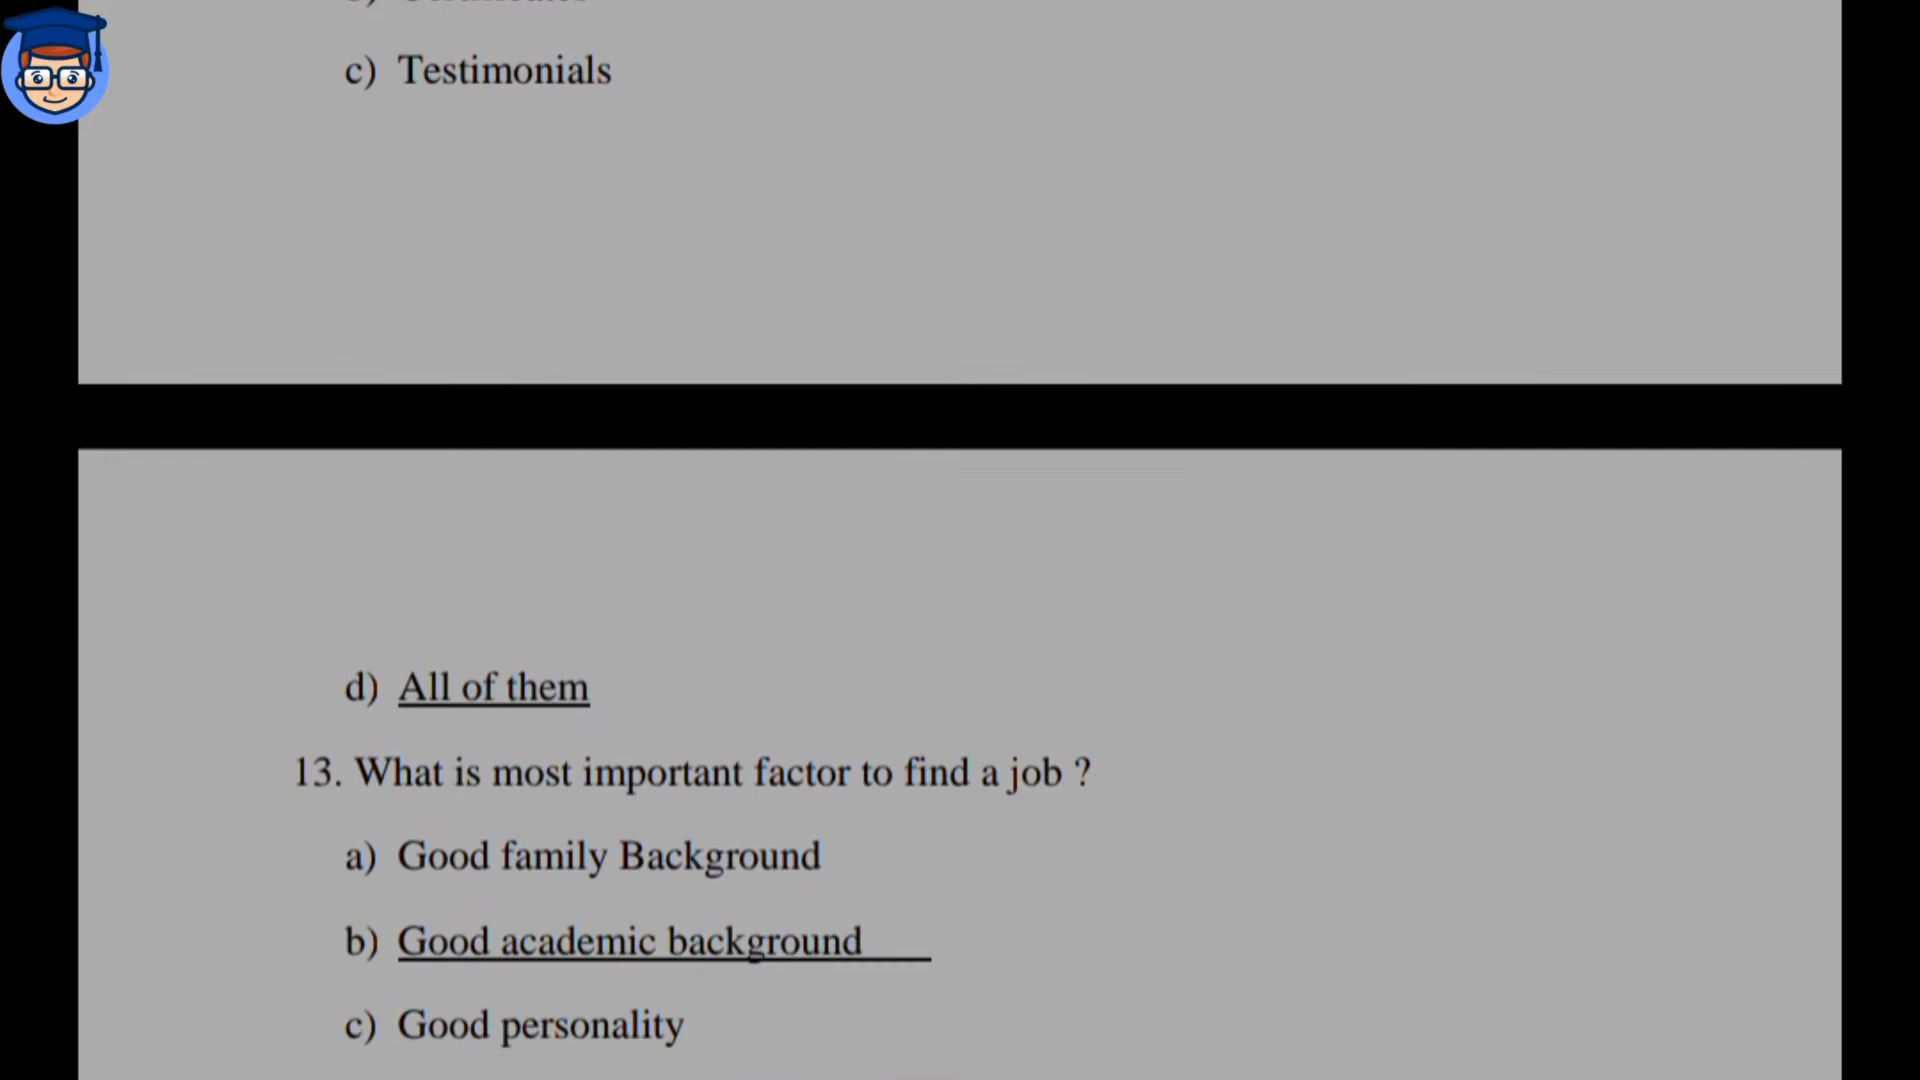 c) Testimonials
d) All of them
13. What is most important factor to find a job ?
a) Good family Background
b) Good academic background
c) Good personality